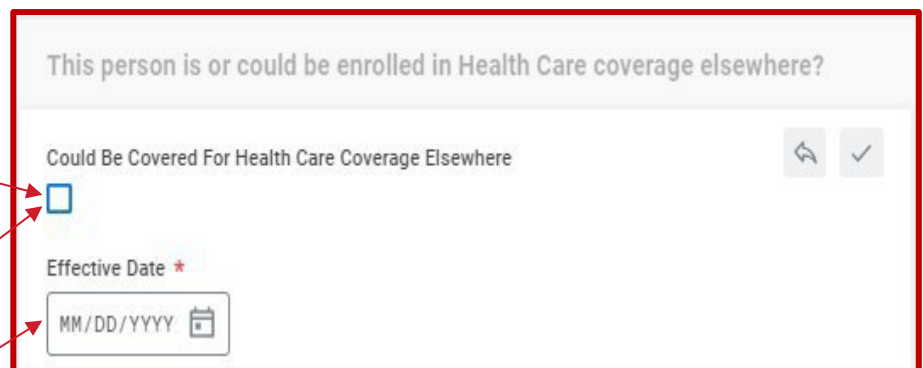 This person is or could be enrolled in Health Care coverage elsewhere?
Could Be Covered For Health Care Coverage Elsewhere
Effective Date *
MM/DD/YYYY